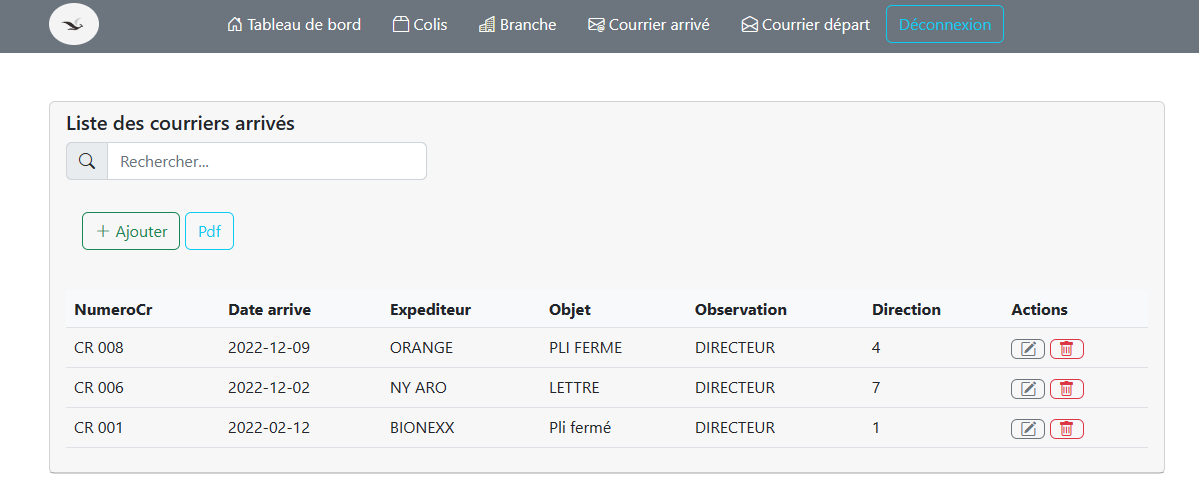 Tableau de bord Colis Branche Courrier arrivé Courrier départ Déconnexion
Liste des courriers arrivés
Rechercher...
Ajouter Pdf
NumeroCr Date arrive Expediteur Objet Observation Direction Actions
CR 008 2022-12-09 ORANGE PLI FERME DIRECTEUR 4
CR 006 2022-12-02 NY ARO LETTRE DIRECTEUR 7
CR 001 2022-02-12 BIONEXX Pli fermé DIRECTEUR 1